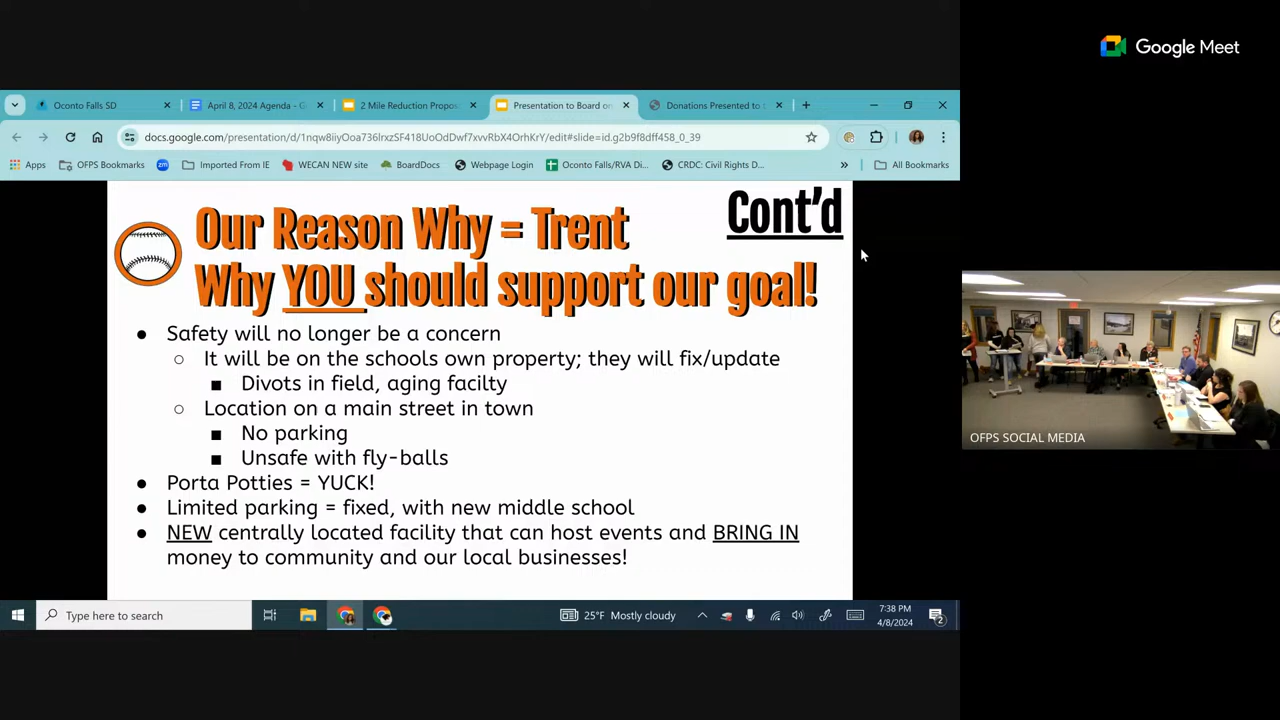 Google Meet
Oconto Falls SD
April 8, 2024 Agenda - G
2 Mile Reduction Propos
Presentation to Board on
Donations Presented to t
docs.google.com/presentation/d/1nqw8iiyOoa736lrxzSF418UoOdDwf7xvvRbX4OrhKrY/edit#slide=id.g2b9f8dff458_0_39
Apps
OFPS Bookmarks
zm
Imported From IE
WECAN NEW site
BoardDocs
Webpage Login
Oconto Falls/RVA Di...
CRDC: Civil Rights D...
»
All Bookmarks
Cont'd
Our Reason Why = Trent
Why YOU should support our goal!
● Safety will no longer be a concern
○ It will be on the schools own property; they will fix/update
■ Divots in field, aging facilty
○ Location on a main street in town
■ No parking
■ Unsafe with fly-balls
● Porta Potties = YUCK!
● Limited parking = fixed, with new middle school
● NEW centrally located facility that can host events and BRING IN
money to community and our local businesses!
OFPS SOCIAL MEDIA
Type here to search
25°F Mostly cloudy
7:38 PM
4/8/2024
2